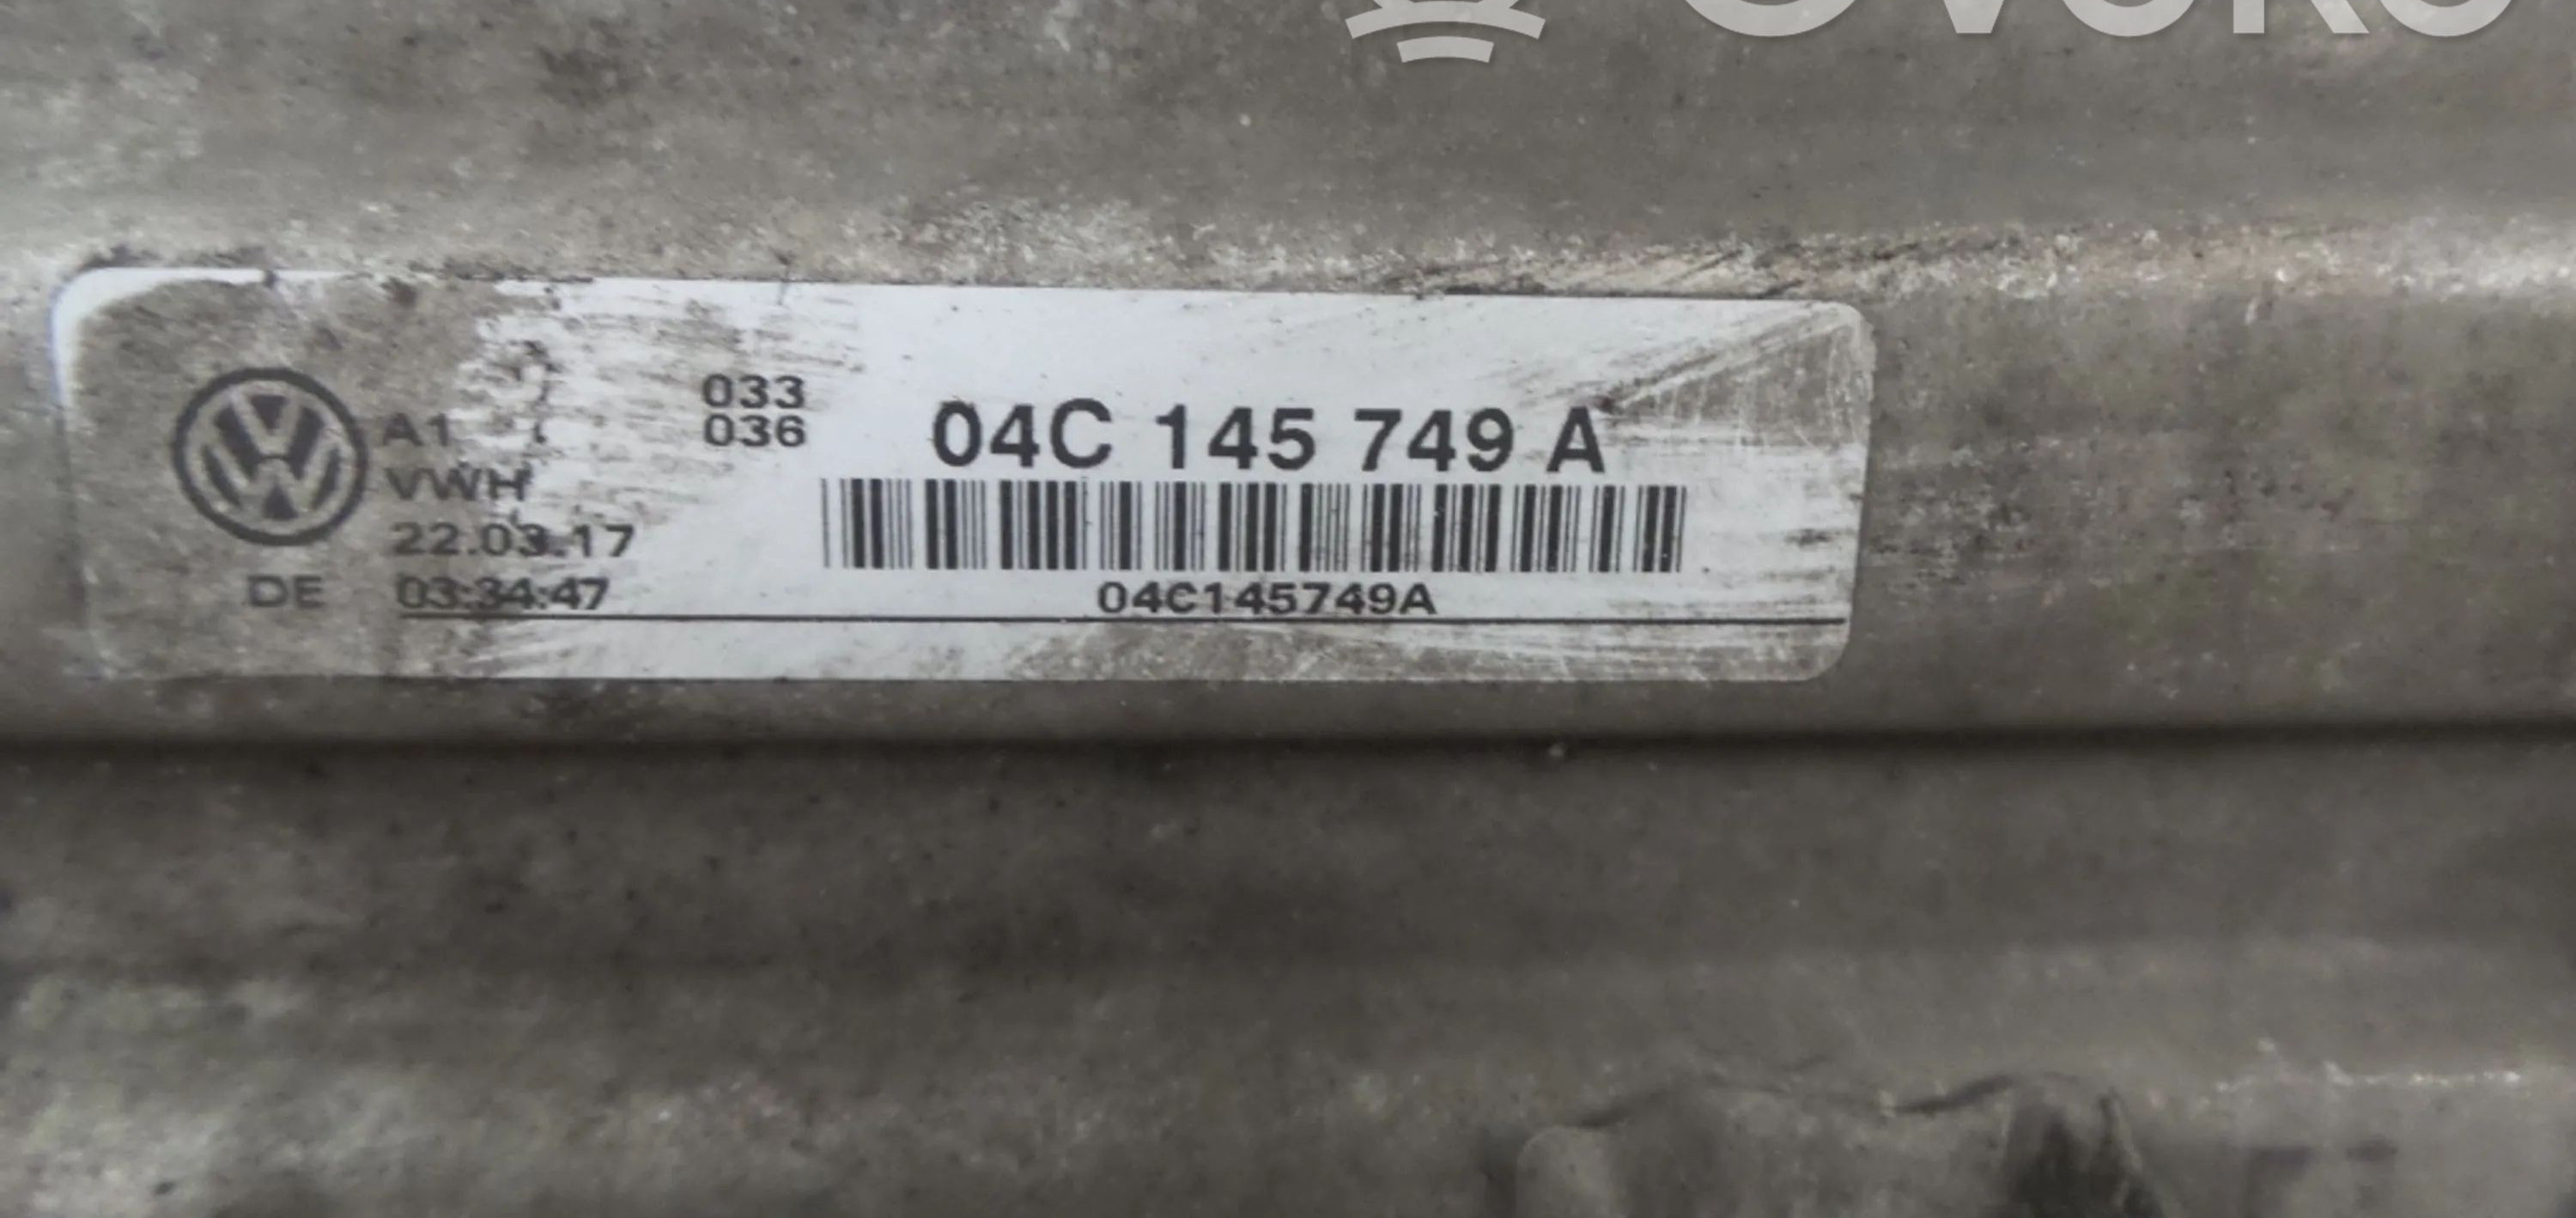 A1
VWH
22.03.17
DE 03:34:47
033
036
04C 145 749 A
04C145749A